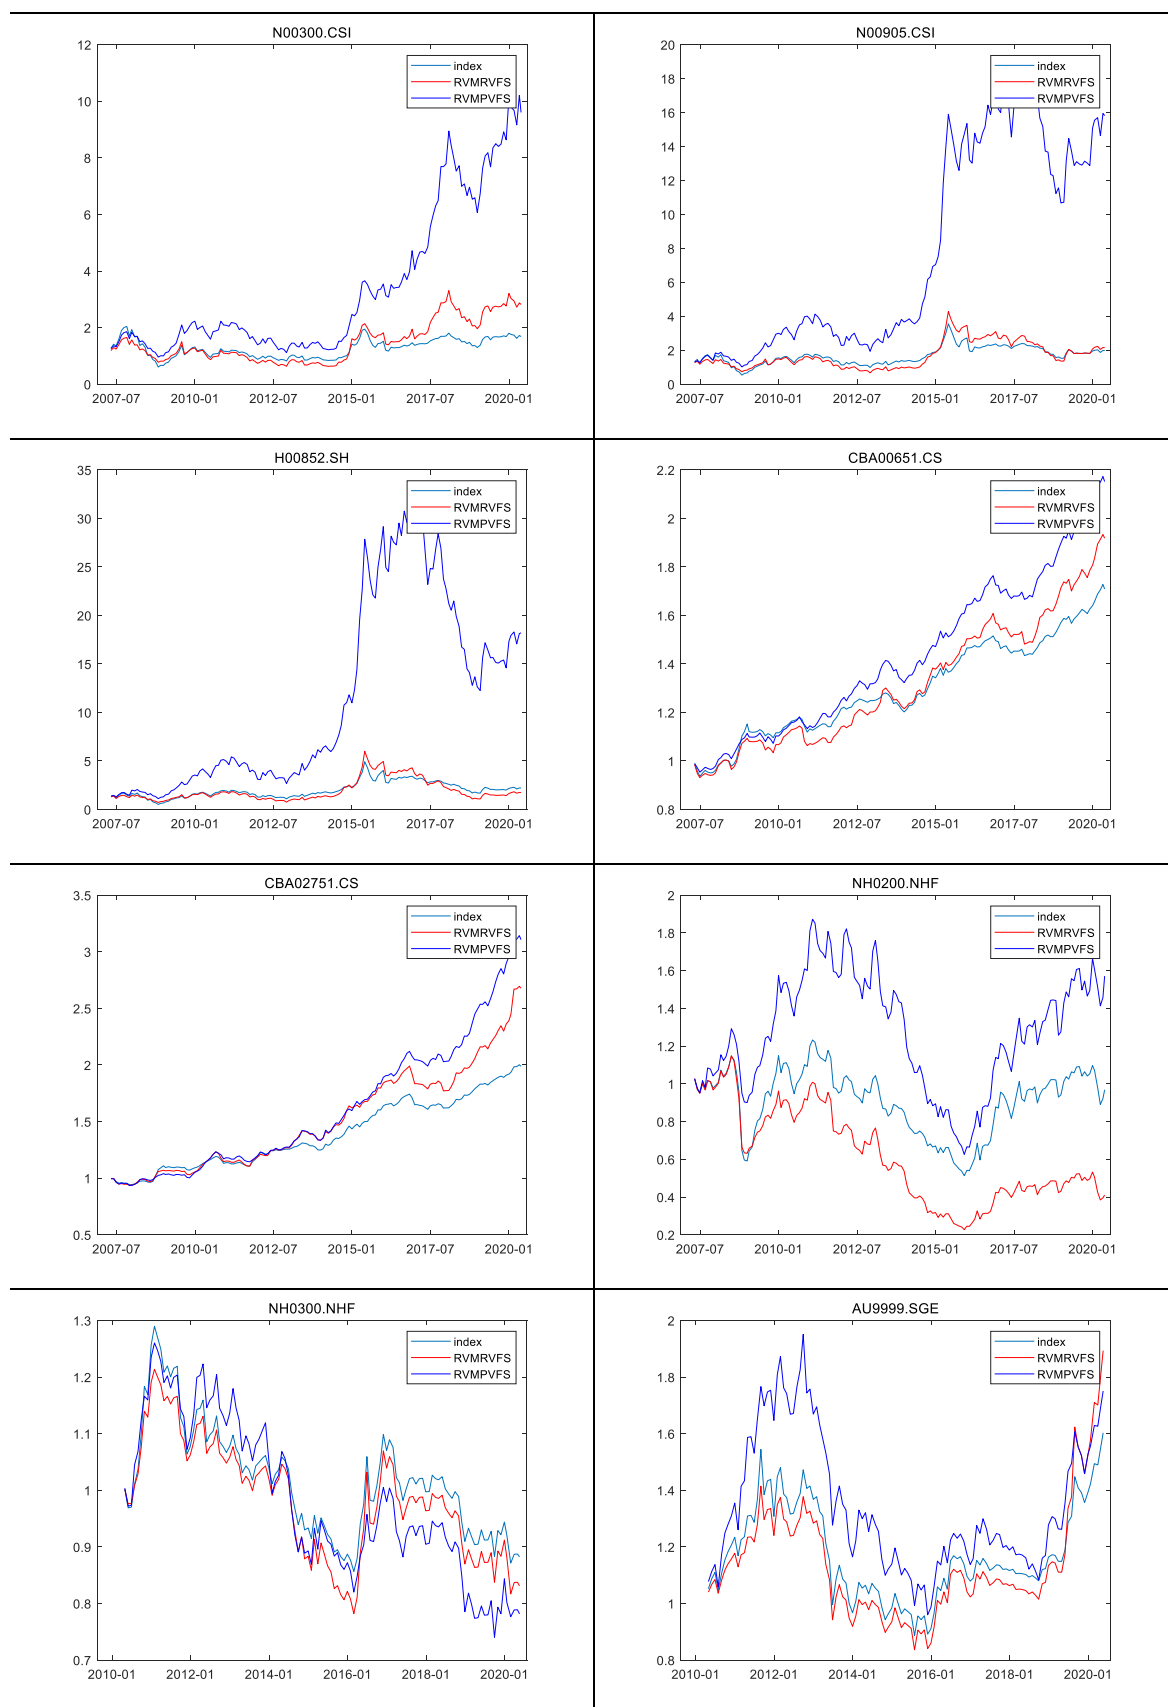 N00300.CSI
12
10
8
6
4
2
0
index
RVMRVFS
RVMPVFS
2007-07 2010-01 2012-07 2015-01 2017-07 2020-01
N00905.CSI
20
18
16
14
12
10
8
6
4
2
0
index
RVMRVFS
RVMPVFS
2007-07 2010-01 2012-07 2015-01 2017-07 2020-01
H00852.SH
35
30
25
20
15
10
5
0
index
RVMRVFS
RVMPVFS
2007-07 2010-01 2012-07 2015-01 2017-07 2020-01
CBA00651.CS
2.2
2
1.8
1.6
1.4
1.2
1
0.8
index
RVMRVFS
RVMPVFS
2007-07 2010-01 2012-07 2015-01 2017-07 2020-01
CBA02751.CS
3.5
3
2.5
2
1.5
1
0.5
index
RVMRVFS
RVMPVFS
2007-07 2010-01 2012-07 2015-01 2017-07 2020-01
NH0200.NHF
2
1.8
1.6
1.4
1.2
1
0.8
0.6
0.4
0.2
index
RVMRVFS
RVMPVFS
2007-07 2010-01 2012-07 2015-01 2017-07 2020-01
NH0300.NHF
1.3
1.2
1.1
1
0.9
0.8
0.7
index
RVMRVFS
RVMPVFS
2010-01 2012-01 2014-01 2016-01 2018-01 2020-01
AU9999.SGE
2
1.8
1.6
1.4
1.2
1
0.8
index
RVMRVFS
RVMPVFS
2010-01 2012-01 2014-01 2016-01 2018-01 2020-01